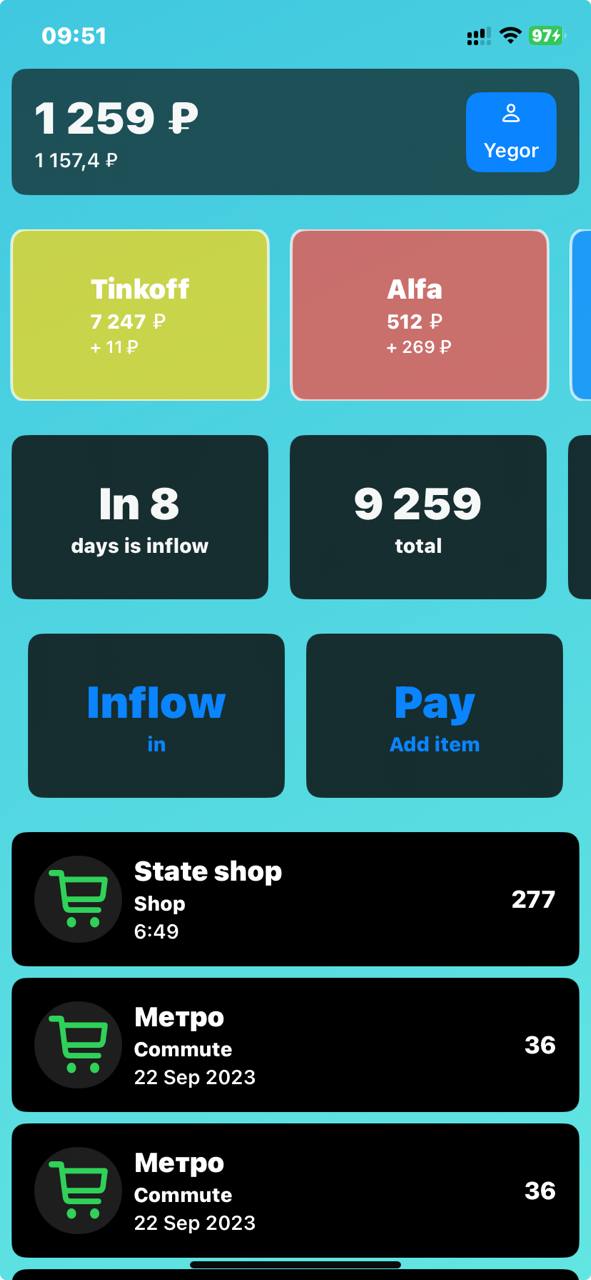 09:51
97
1 259 ₽
1 157,4 ₽
Yegor
Tinkoff
7 247 ₽
+ 11 ₽
Alfa
512 ₽
+ 269 ₽
In 8
days is inflow
9 259
total
Inflow
in
Pay
Add item
State shop
Shop
6:49
277
Метро
Commute
22 Sep 2023
36
Метро
Commute
22 Sep 2023
36